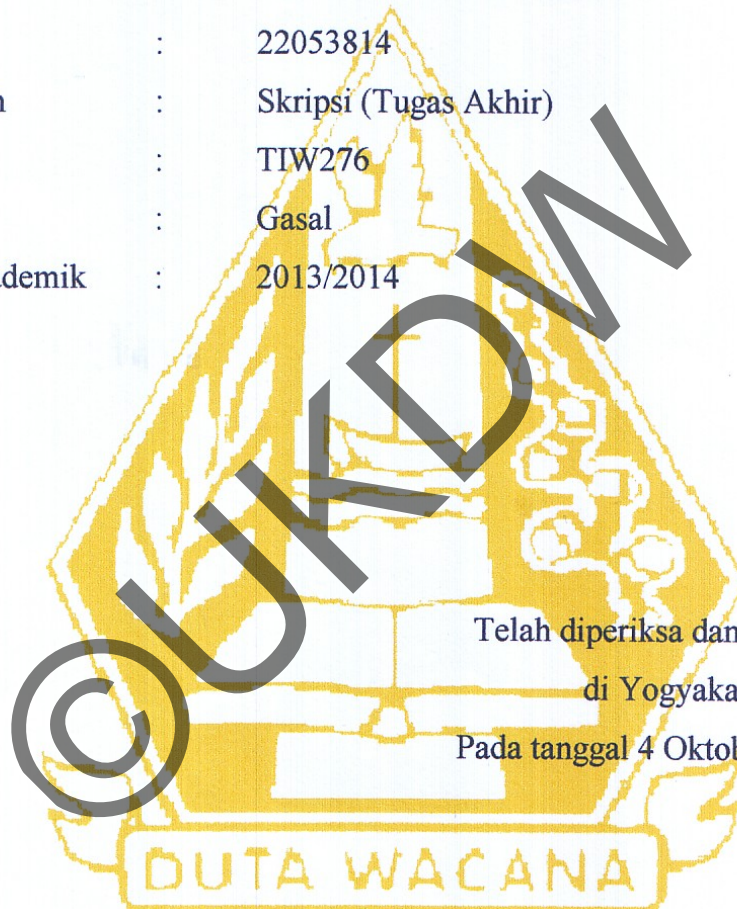 : 22053814
n : Skripsi (Tugas Akhir)
: TIW276
: Gasal
ademik : 2013/2014
Telah diperiksa dan
di Yogyaka
Pada tanggal 4 Oktob
©UKDW
DUTA WACANA